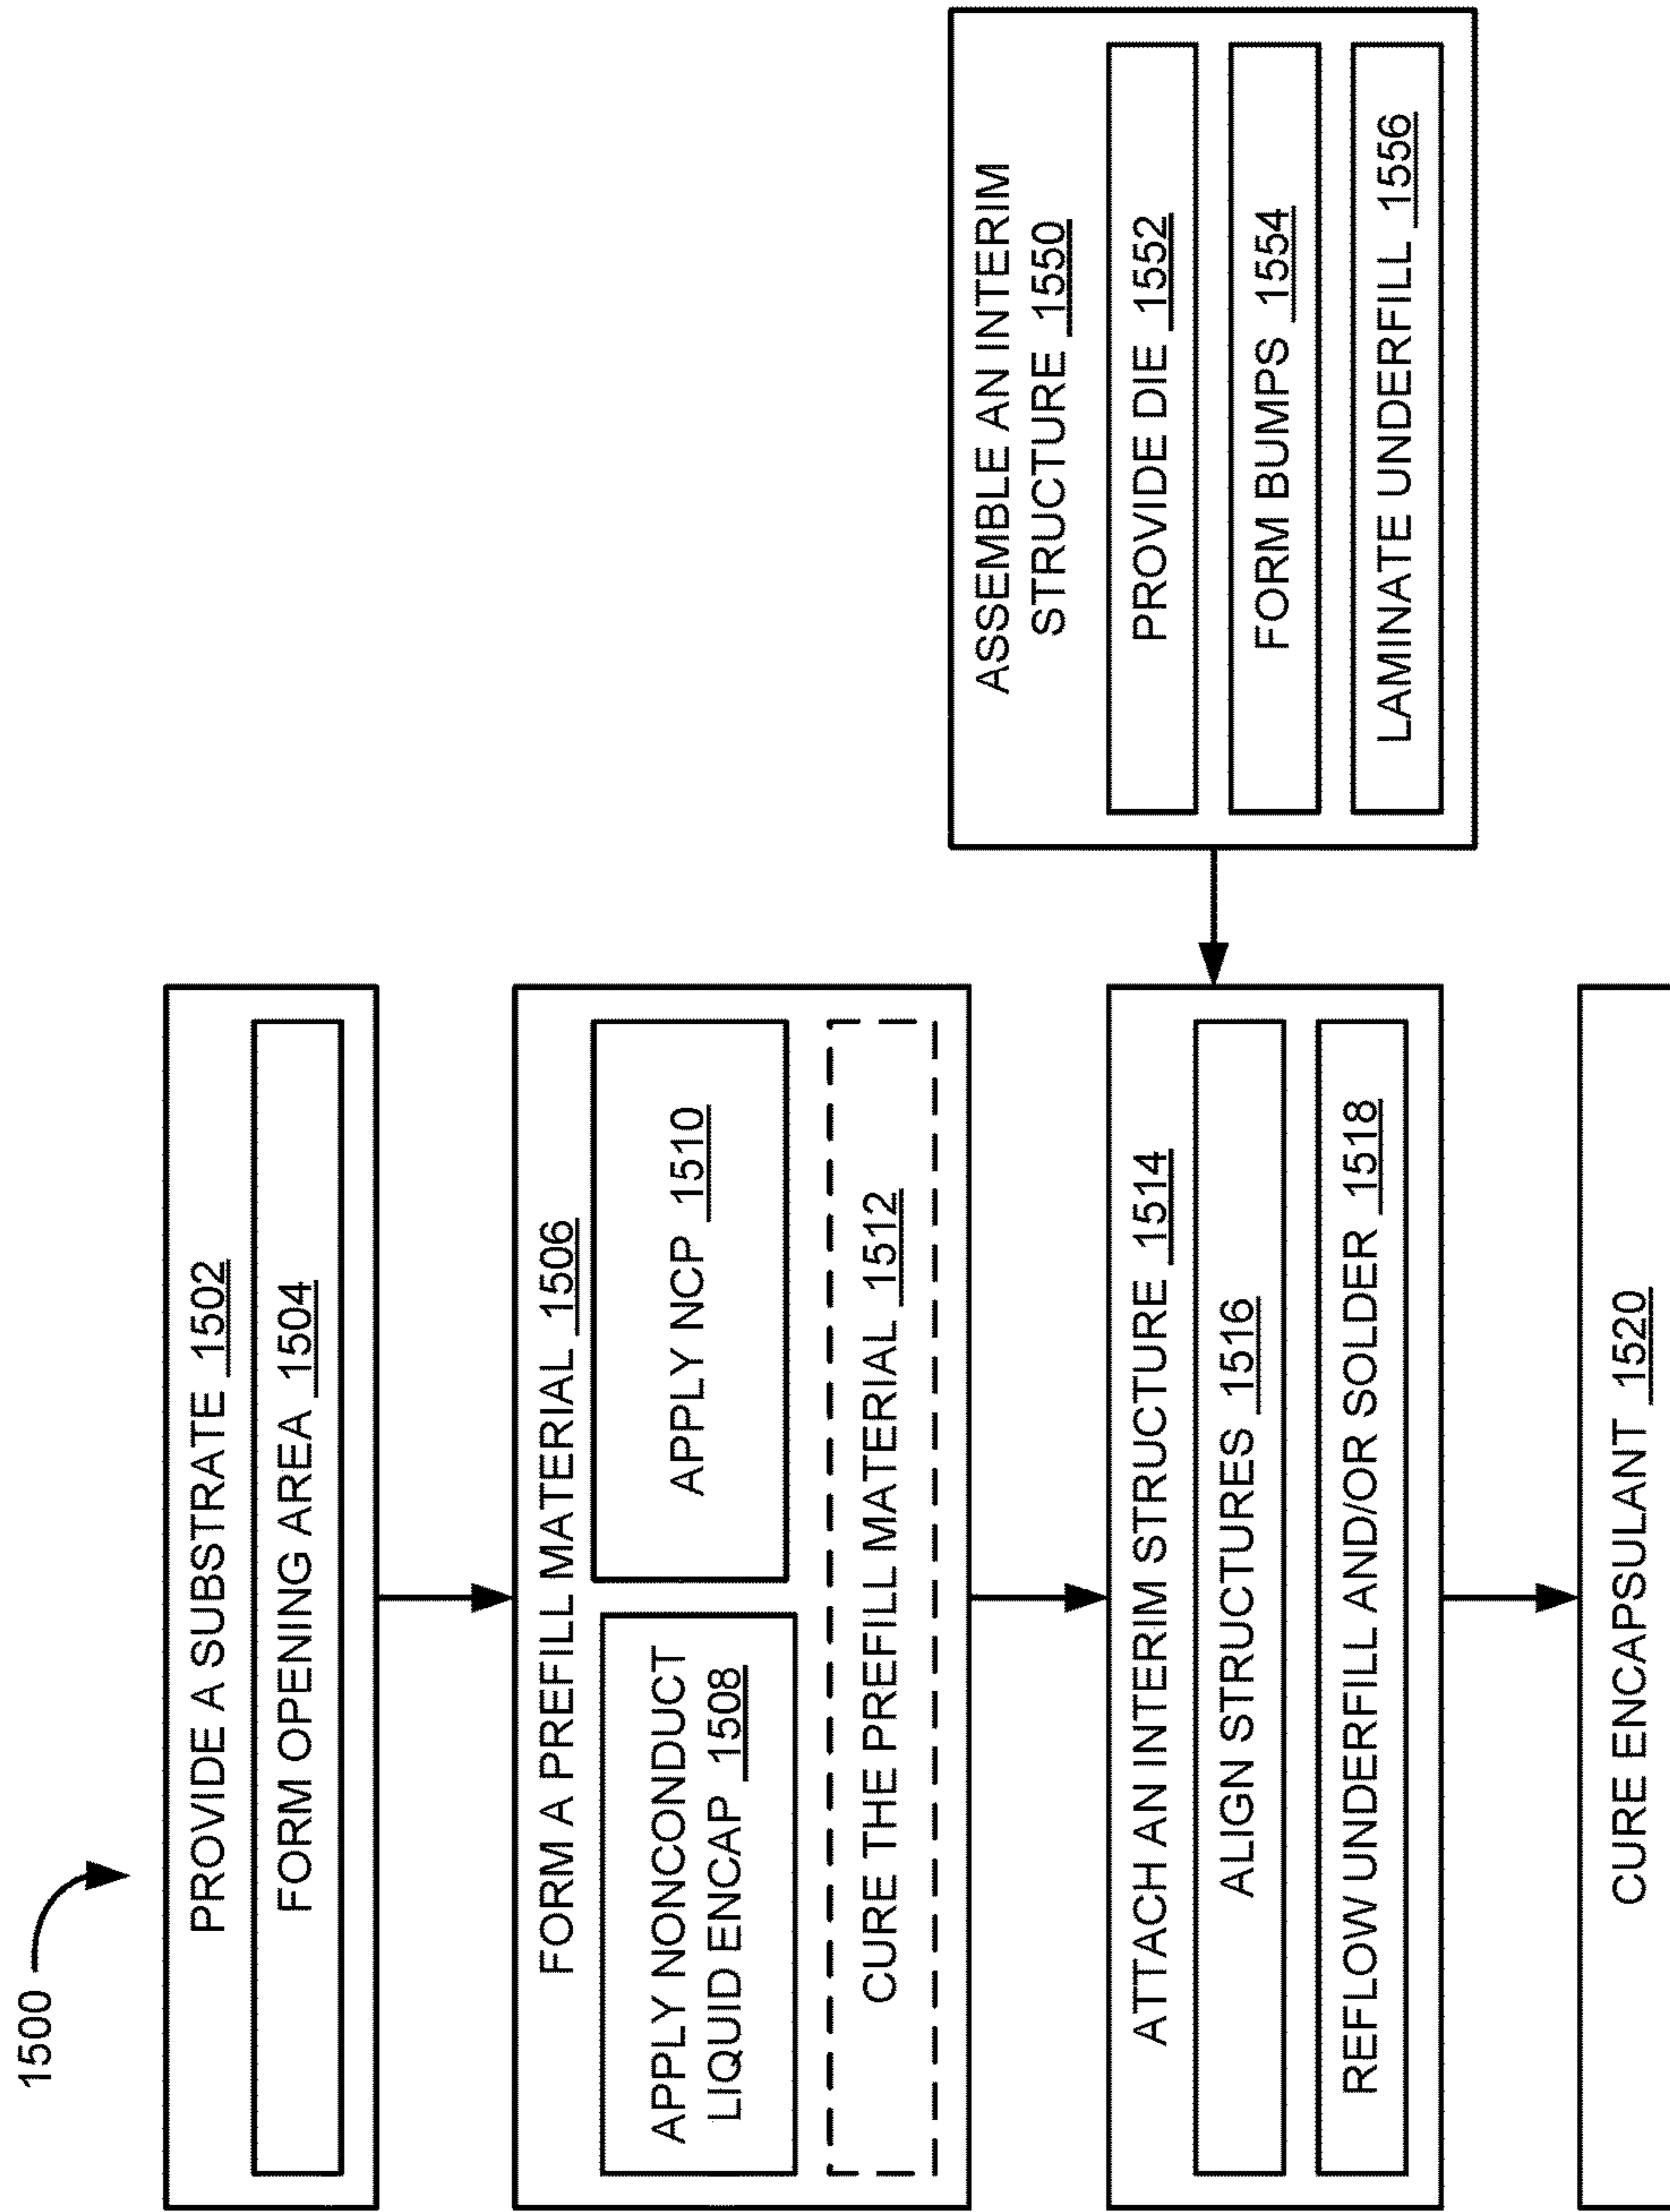 1500
PROVIDE A SUBSTRATE 1502
FORM OPENING AREA 1504
FORM A PREFILL MATERIAL 1506
APPLY NONCONDUCT
LIQUID ENCAP 1508
APPLY NCP 1510
CURE THE PREFILL MATERIAL 1512
ATTACH AN INTERIM STRUCTURE 1514
ALIGN STRUCTURES 1516
REFLOW UNDERFILL AND/OR SOLDER 1518
CURE ENCAPSULANT 1520
ASSEMBLE AN INTERIM
STRUCTURE 1550
PROVIDE DIE 1552
FORM BUMPS 1554
LAMINATE UNDERFILL 1556